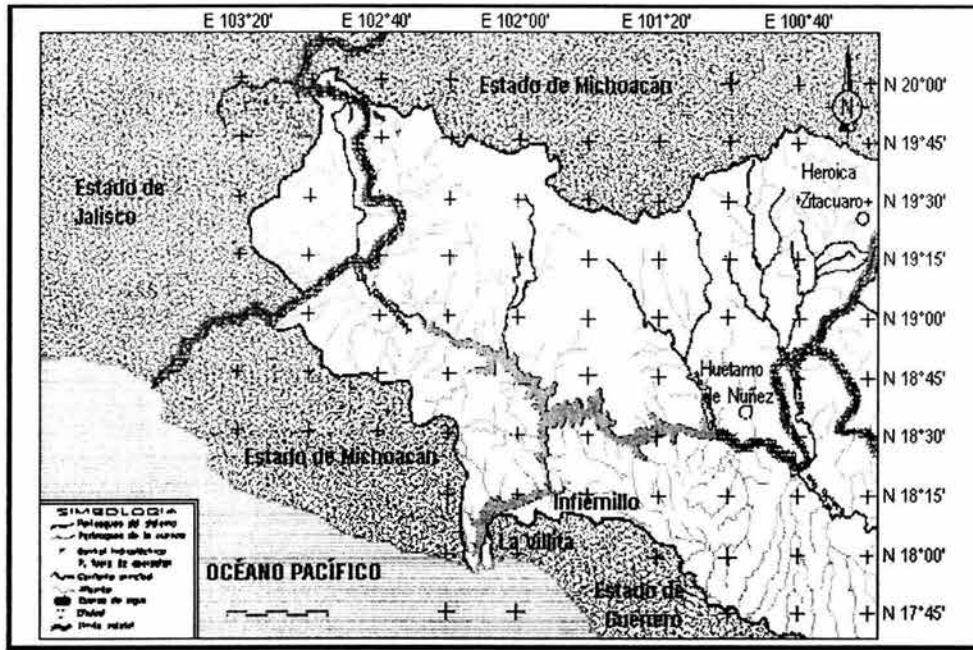 E 103°20'
E 102°40'
E 102°00'
E 101°20'
E 100°40'
Estado de Michoacán
N 20°00'
N
N 19°45'
Estado de
Jalisco
Heroica
Zitacuaro
N 19°30'
N 19°15'
N 19°00'
Huetamo
de Nuñez
N 18°45'
N 18°30'
Estado de Michoacán
Infiernillo
N 18°15'
La Villita
N 18°00'
OCÉANO PACÍFICO
Estado de
Guerrero
N 17°45'
SIMBOLOGIA